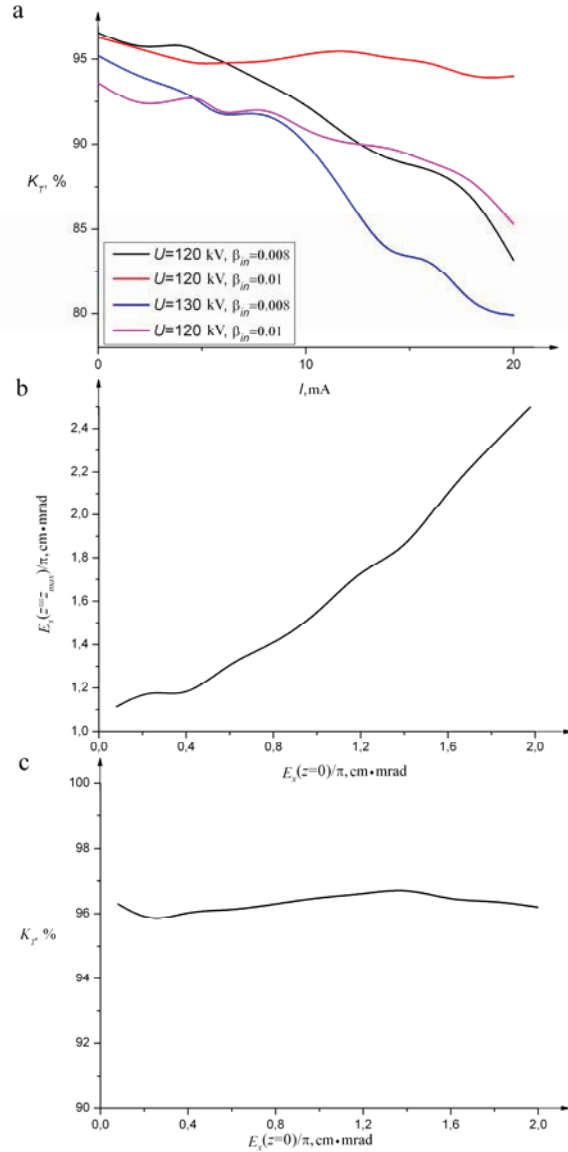 a
95
90
K_T, %
85
U=120 kV, β_in=0.008
U=120 kV, β_in=0.01
U=130 kV, β_in=0.008
U=120 kV, β_in=0.01
80
0 10 20
I,mA
b
2,4
2,2
2,0
1,8
1,6
1,4
1,2
1,0
E_x(z=z_max)/π, cm•mrad
0,0 0,4 0,8 1,2 1,6 2,0
E_x(z=0)/π, cm•mrad
c
100
98
96
K_T, %
94
92
90
0,0 0,4 0,8 1,2 1,6 2,0
E_x(z=0)/π, cm•mrad